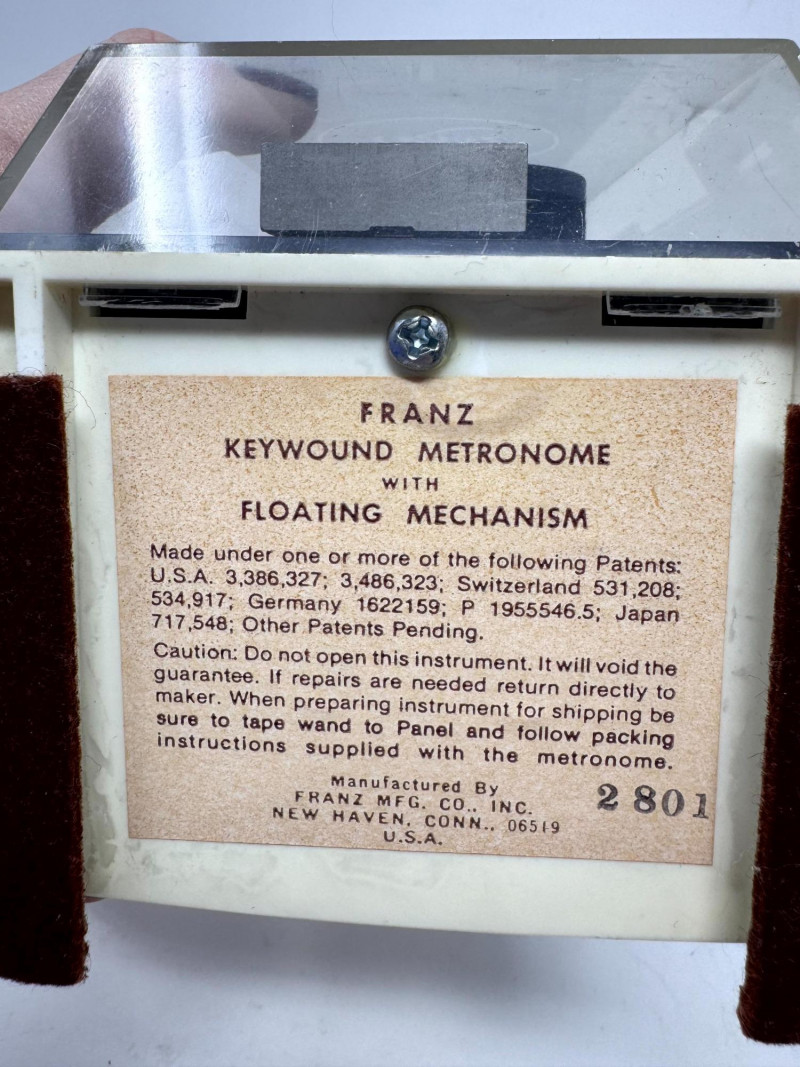 FRANZ
KEYWOUND METRONOME
WITH
FLOATING MECHANISM
Made under one or more of the following Patents:
U.S.A. 3,386,327; 3,486,323; Switzerland 531,208;
534,917; Germany 1622159; P 1955546.5; Japan
717,548; Other Patents Pending.
Caution: Do not open this instrument. It will void the
guarantee. If repairs are needed return directly to
maker. When preparing instrument for shipping be
sure to tape wand to Panel and follow packing
instructions supplied with the metronome.
Manufactured By
FRANZ MFG. CO., INC.
NEW HAVEN, CONN., 06519
U.S.A.
2801